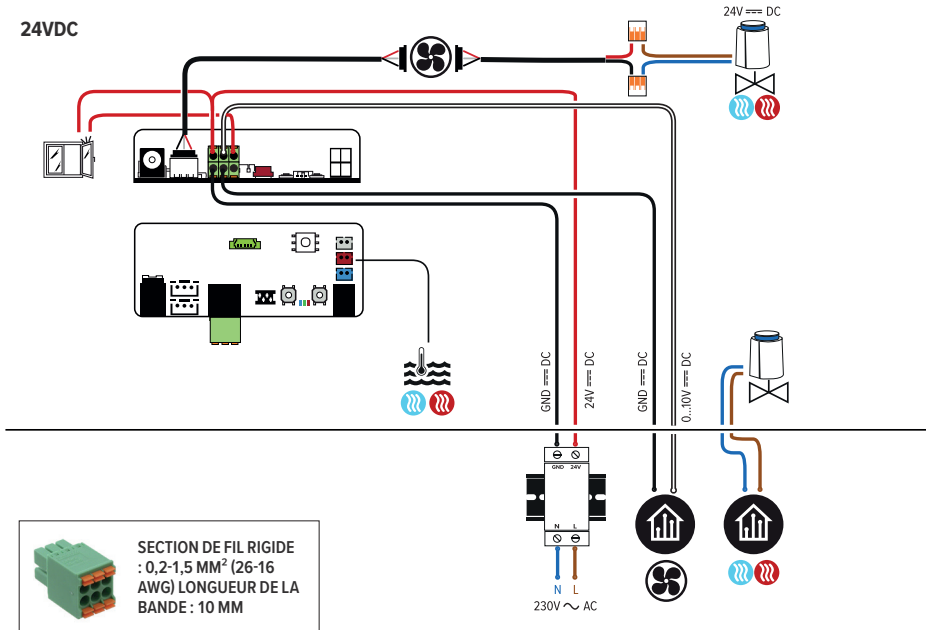 24VDC
24V ⎓ DC
GND ⎓ DC
24V ⎓ DC
GND ⎓ DC
0...10V ⎓ DC
GND 24V
N L
N L
230V ∼ AC
SECTION DE FIL RIGIDE
: 0,2-1,5 MM² (26-16
AWG) LONGUEUR DE LA
BANDE : 10 MM